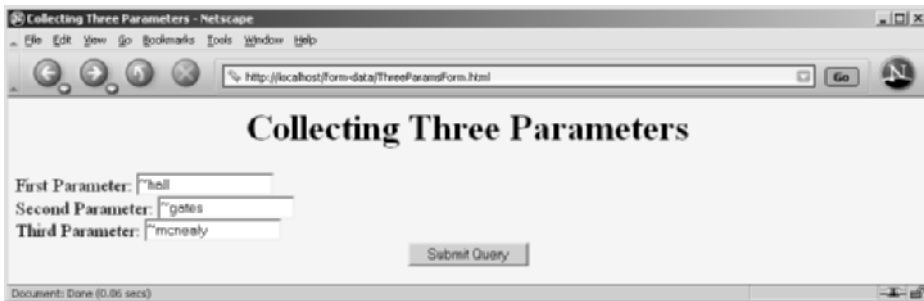 Collecting Three Parameters - Netscape
File Edit View Go Bookmarks Tools Window Help
http://localhost/form-data/ThreeParamsForm.html Go N
Collecting Three Parameters
First Parameter: ~hall
Second Parameter: ~gates
Third Parameter: ~mcnealy
Submit Query
Document: Done (0.06 secs)